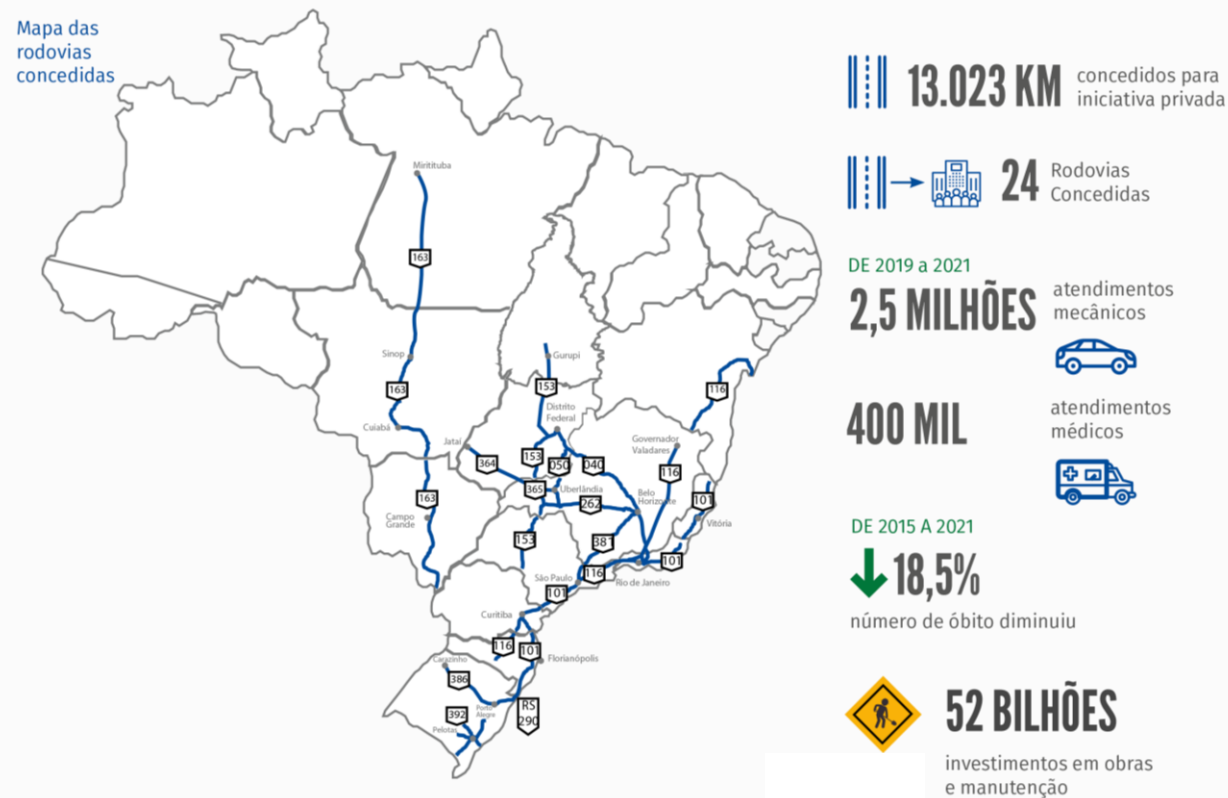 Mapa das
rodovias
concedidas
Miritituba
163
Sinop
163
Cuiabá
163
Campo
Grande
Gurupi
153
Distrito
Federal
Jataí
364
153
050
040
365
Uberlândia
262
Governador
Valadares
116
116
Belo
Horizonte
101
Vitória
153
381
116
101
São Paulo
Rio de Janeiro
101
Curitiba
116
101
Florianópolis
Carazinho
386
392
Porto
Alegre
Pelotas
RS
290
13.023 KM
concedidos para
iniciativa privada
24
Rodovias
Concedidas
DE 2019 a 2021
2,5 MILHÕES
atendimentos
mecânicos
400 MIL
atendimentos
médicos
DE 2015 A 2021
18,5%
número de óbito diminuiu
52 BILHÕES
investimentos em obras
e manutenção